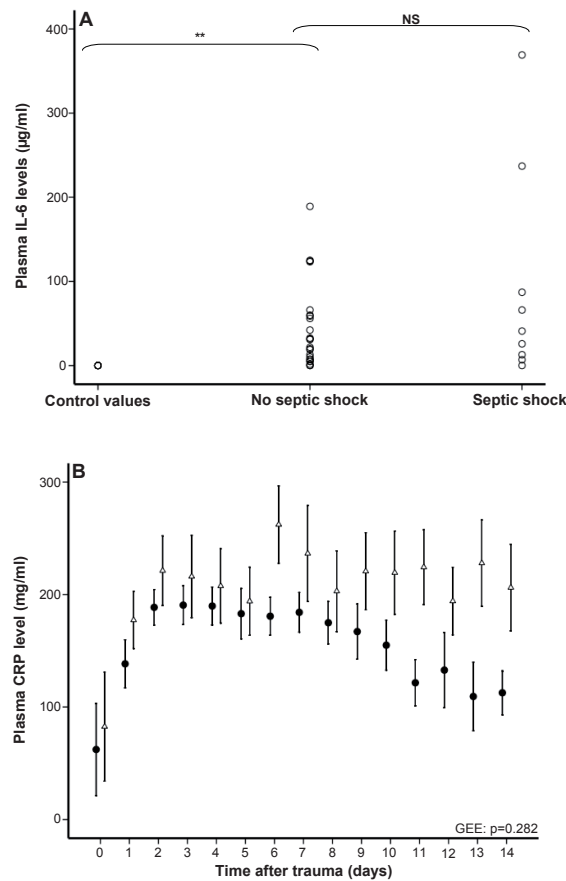 A
**
NS
Plasma IL-6 levels (µg/ml)
400
300
200
100
0
Control values
No septic shock
Septic shock
B
Plasma CRP level (mg/ml)
300
200
100
0
GEE: p=0.282
0 1 2 3 4 5 6 7 8 9 10 11 12 13 14
Time after trauma (days)